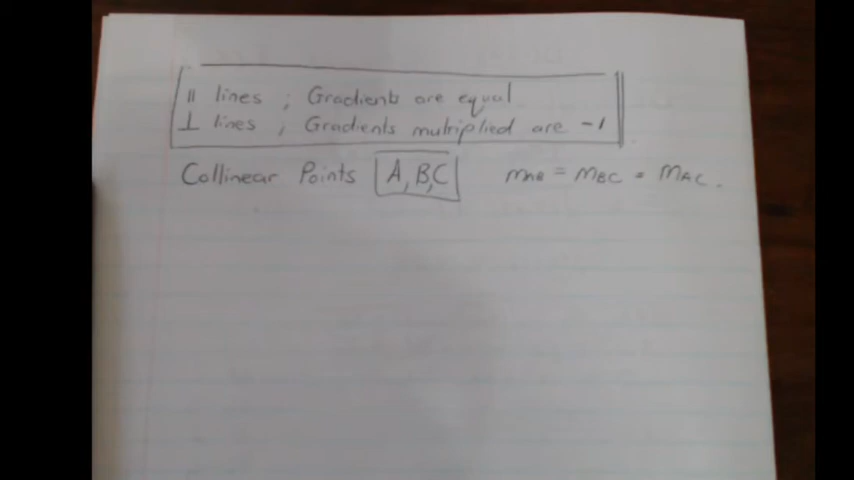 || lines ; Gradients are equal
⊥ lines ; Gradients multiplied are -1
Collinear Points A, B, C mAB = mBC = mAC.